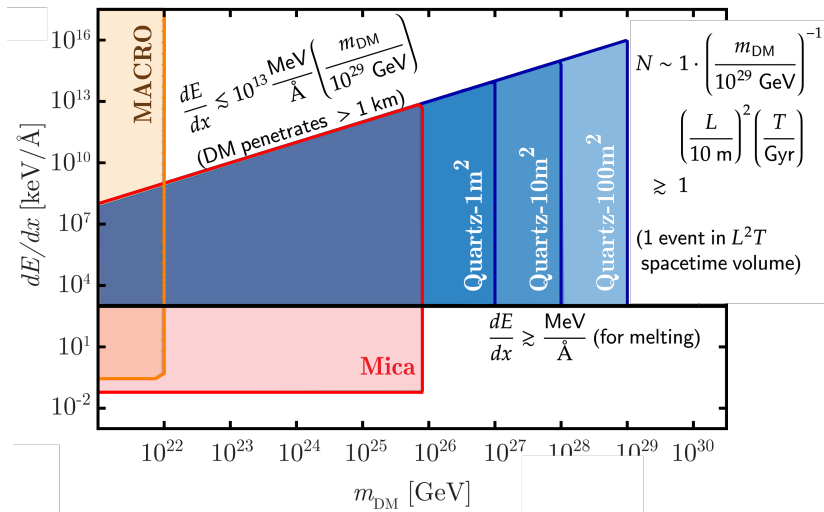 10^16
10^13
10^10
10^7
10^4
10^1
10^-2
dE/dx [keV/Å]
MACRO
dE/dx ≲ 10^13 MeV/Å (m_DM / 10^29 GeV)
(DM penetrates > 1 km)
Mica
Quartz-1m^2
Quartz-10m^2
Quartz-100m^2
N ∼ 1 · (m_DM / 10^29 GeV)^-1
(L / 10 m)^2 (T / Gyr)
≳ 1
(1 event in L^2T
spacetime volume)
dE/dx ≳ MeV/Å (for melting)
10^22 10^23 10^24 10^25 10^26 10^27 10^28 10^29 10^30
m_DM [GeV]